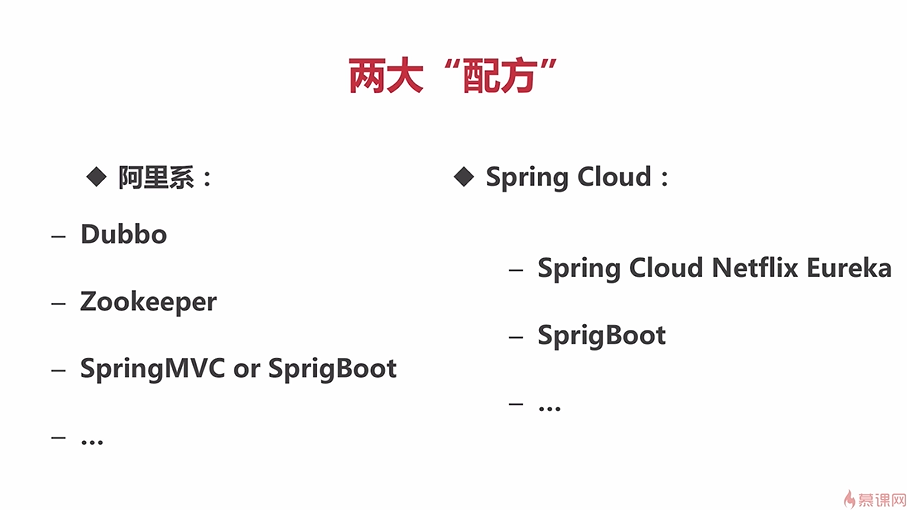 两大“配方”
◆ 阿里系：
– Dubbo
– Zookeeper
– SpringMVC or SprigBoot
– ...
◆ Spring Cloud：
– Spring Cloud Netflix Eureka
– SprigBoot
– ...
慕课网